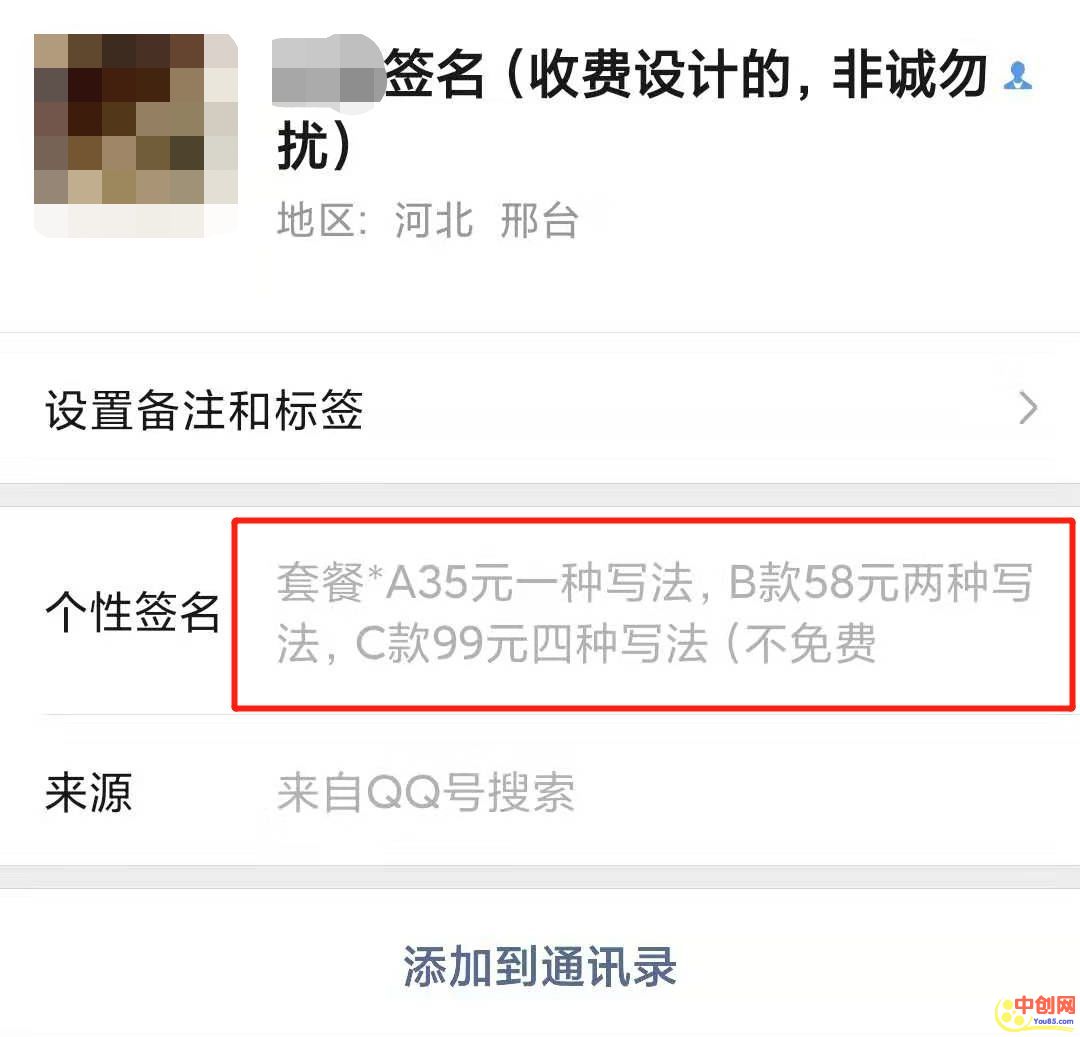 签名（收费设计的，非诚勿
扰）
地区: 河北 邢台
设置备注和标签
个性签名
套餐*A35元一种写法，B款58元两种写
法，C款99元四种写法（不免费
来源
来自QQ号搜索
添加到通讯录
中创网
You85.com